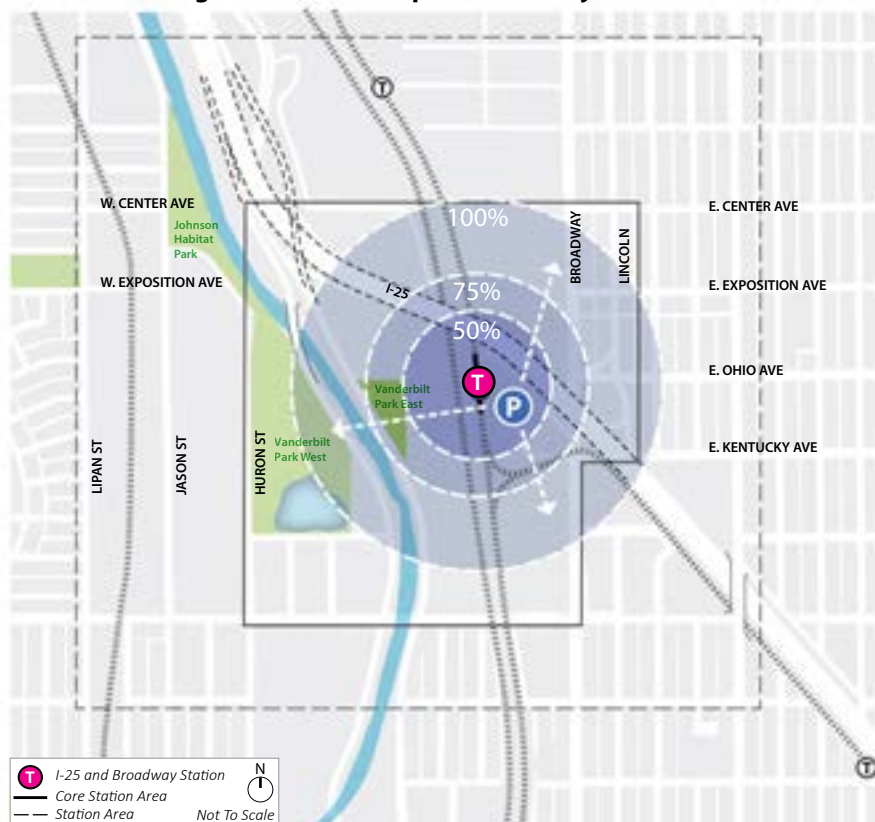 T
W. CENTER AVE
E. CENTER AVE
100%
BROADWAY
LINCOLN
Johnson
Habitat
Park
W. EXPOSITION AVE
E. EXPOSITION AVE
I-25
75%
50%
E. OHIO AVE
T
P
Vanderbilt
Park East
Vanderbilt
Park West
E. KENTUCKY AVE
LIPAN ST
JASON ST
HURON ST
T
T
I-25 and Broadway Station
Core Station Area
Station Area
N
Not To Scale